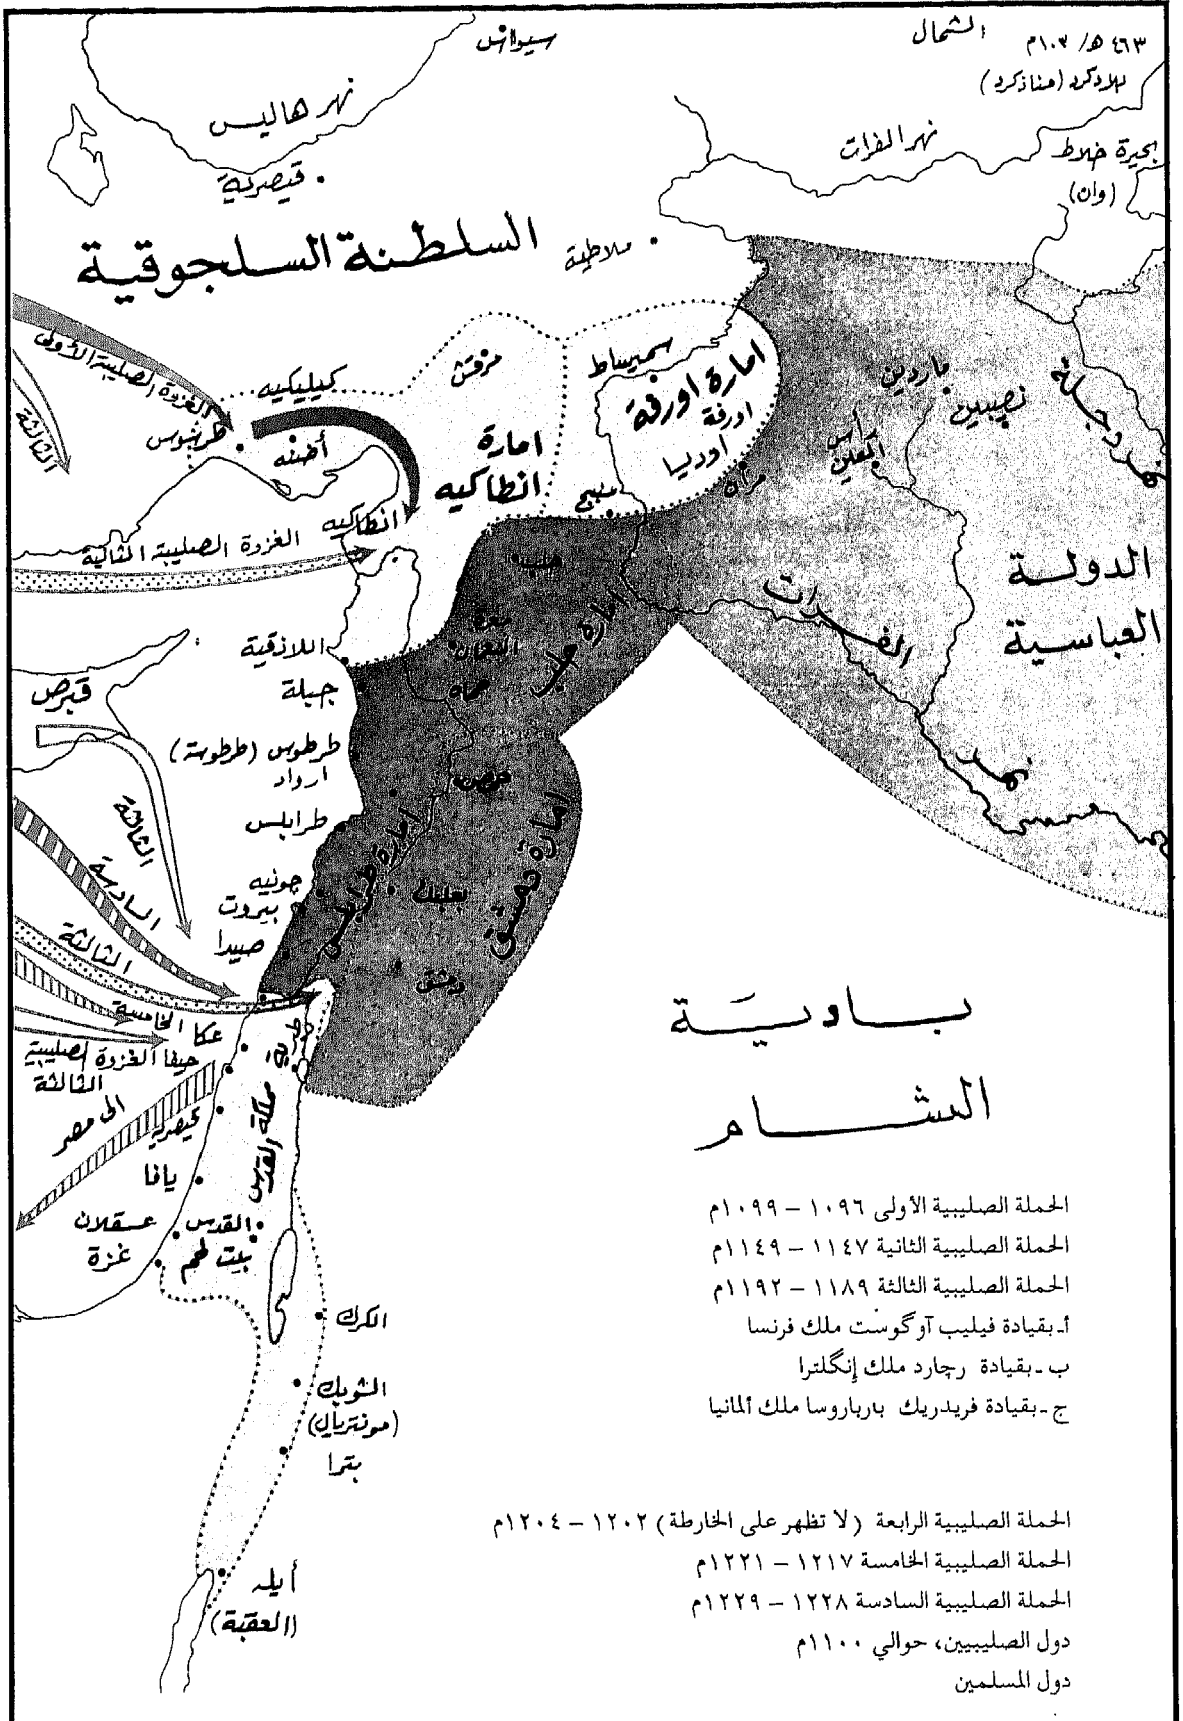 الشمال
٤٦٣ هـ/ ١٠٣م
ملاذكرد (منازكرد)
سيواس
نهر هاليس
نهر الفرات
بحيرة خلاط
(وان)
قيصرية
السلطنة السلجوقية
ملاطية
الغزوة الصليبية الأولى
الثالثة
كيليكيه
مرعش
سميساط
امارة اورفة
اورفة
اوديسا
ماردين
نصيبين
نهر دجلة
رأس
العين
طرسوس
أضنه
امارة
انطاكيه
منبج
انطاكيه
الغزوة الصليبية الثانية
حلب
امارة حلب
الفرات
نهر
الدولة
العباسية
معرة
النعمان
حماه
اللاذقية
جبلة
قبرص
طرطوس (طرطوسة)
ارواد
حمص
طرابلس
امارة طرابلس
امارة دمشق
الثالثة
السادسة
جونيه
بيروت
بعلبك
صيدا
دمشق
الثالثة
الخامسة
عكا
طبرية
حيفا
الغزوة الصليبية
الثالثة
الى مصر
قيصرية
مملكة القدس
يافا
القدس
عسقلان
بيت لحم
غزة
الكرك
الشوبك
(مونتريال)
بترا
أيله
(العقبة)
باديَة
الشام
الحملة الصليبية الأولى ١٠٩٦ – ١٠٩٩م
الحملة الصليبية الثانية ١١٤٧ – ١١٤٩م
الحملة الصليبية الثالثة ١١٨٩ – ١١٩٢م
أ ـ بقيادة فيليب آوگوست ملك فرنسا
ب ـ بقيادة رچارد ملك إنگلترا
ج ـ بقيادة فريدريك بارباروسا ملك ألمانيا
الحملة الصليبية الرابعة (لا تظهر على الخارطة) ١٢٠٢ – ١٢٠٤م
الحملة الصليبية الخامسة ١٢١٧ – ١٢٢١م
الحملة الصليبية السادسة ١٢٢٨ – ١٢٢٩م
دول الصليبيين، حوالي ١١٠٠م
دول المسلمين